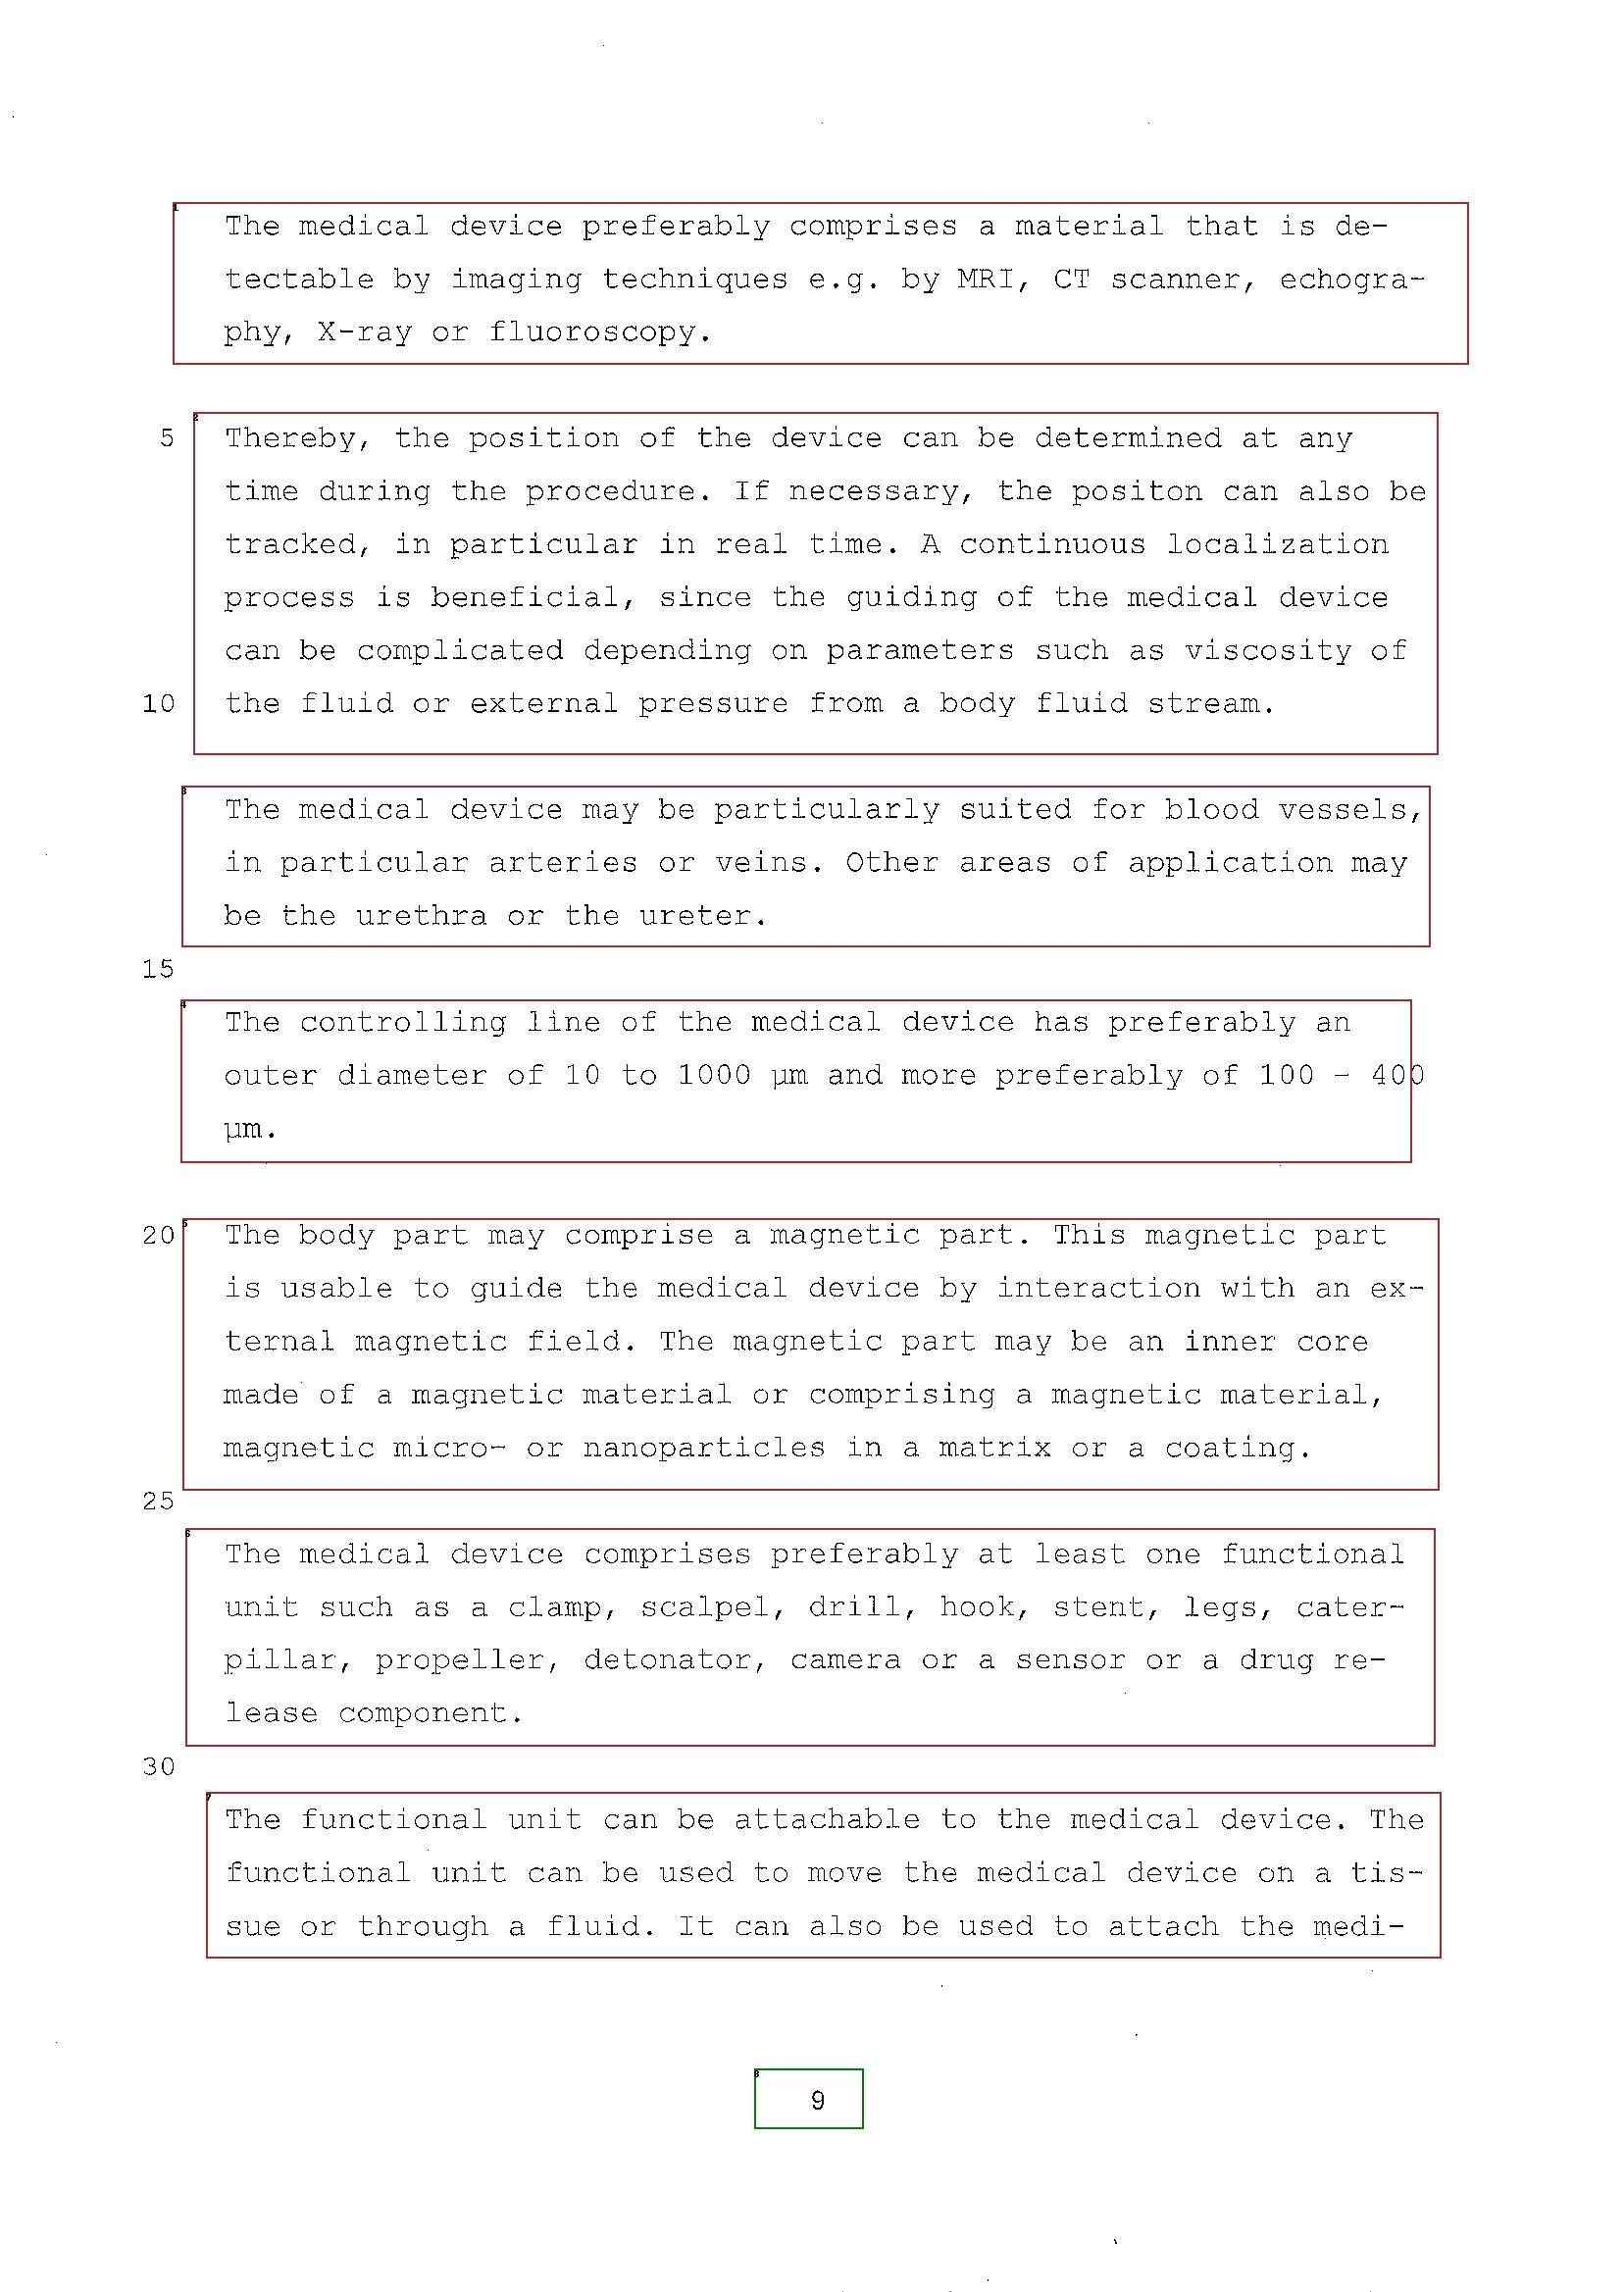 The medical device preferably comprises a material that is de-
tectable by imaging techniques e.g. by MRI, CT scanner, echogra-
phy, X-ray or fluoroscopy.
5 Thereby, the position of the device can be determined at any
time during the procedure. If necessary, the positon can also be
tracked, in particular in real time. A continuous localization
process is beneficial, since the guiding of the medical device
can be complicated depending on parameters such as viscosity of
10 the fluid or external pressure from a body fluid stream.
The medical device may be particularly suited for blood vessels,
in particular arteries or veins. Other areas of application may
be the urethra or the ureter.
15
The controlling line of the medical device has preferably an
outer diameter of 10 to 1000 µm and more preferably of 100 - 400
µm.
20 The body part may comprise a magnetic part. This magnetic part
is usable to guide the medical device by interaction with an ex-
ternal magnetic field. The magnetic part may be an inner core
made of a magnetic material or comprising a magnetic material,
magnetic micro- or nanoparticles in a matrix or a coating.
25
The medical device comprises preferably at least one functional
unit such as a clamp, scalpel, drill, hook, stent, legs, cater-
pillar, propeller, detonator, camera or a sensor or a drug re-
lease component.
30
The functional unit can be attachable to the medical device. The
functional unit can be used to move the medical device on a tis-
sue or through a fluid. It can also be used to attach the medi-
9